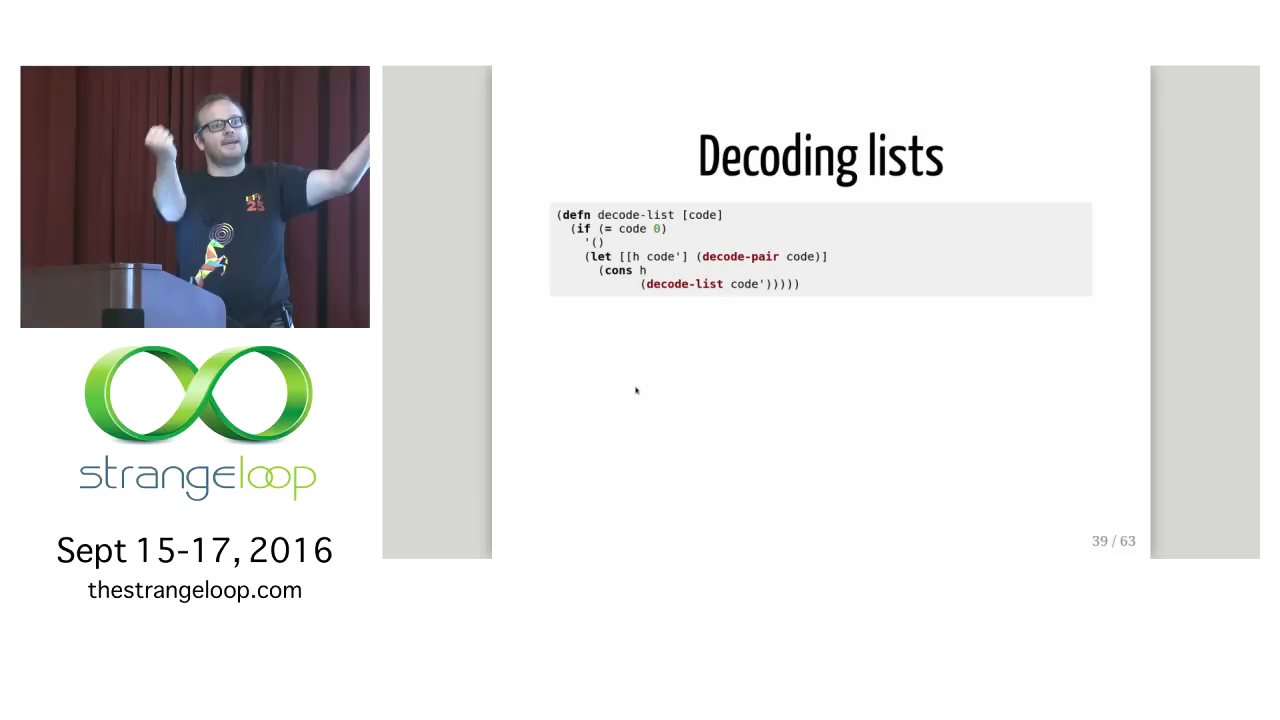 Decoding lists
(defn decode-list [code]
  (if (= code 0)
    '()
    (let [[h code'] (decode-pair code)]
      (cons h
            (decode-list code')))))
39 / 63
strangeloop
Sept 15-17, 2016
thestrangeloop.com